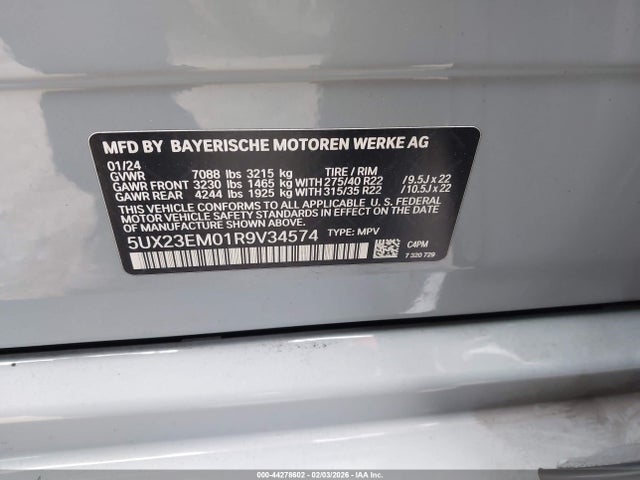 MFD BY BAYERISCHE MOTOREN WERKE AG
01/24
GVWR 7088 lbs 3215 kg TIRE / RIM
GAWR FRONT 3230 lbs 1465 kg WITH 275/40 R22 /9.5J x 22
GAWR REAR 4244 lbs 1925 kg WITH 315/35 R22 /10.5J x 22
THIS VEHICLE CONFORMS TO ALL APPLICABLE U. S. FEDERAL
MOTOR VEHICLE SAFETY STANDARDS IN EFFECT ON THE DATE
OF MANUFACTURE SHOWN ABOVE.
5UX23EM01R9V34574 TYPE: MPV
C4PM
7 320 729
000-44278602 - 02/03/2026 - IAA Inc.